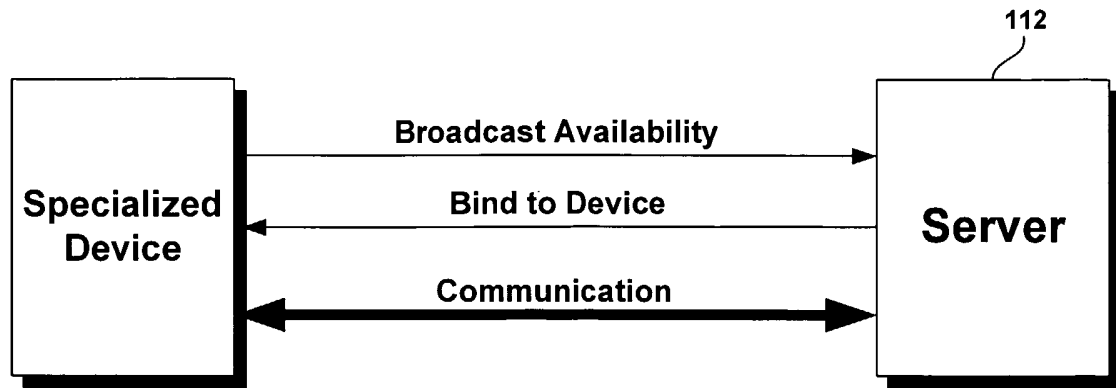 112
Broadcast Availability
Specialized
Device
Bind to Device
Server
Communication